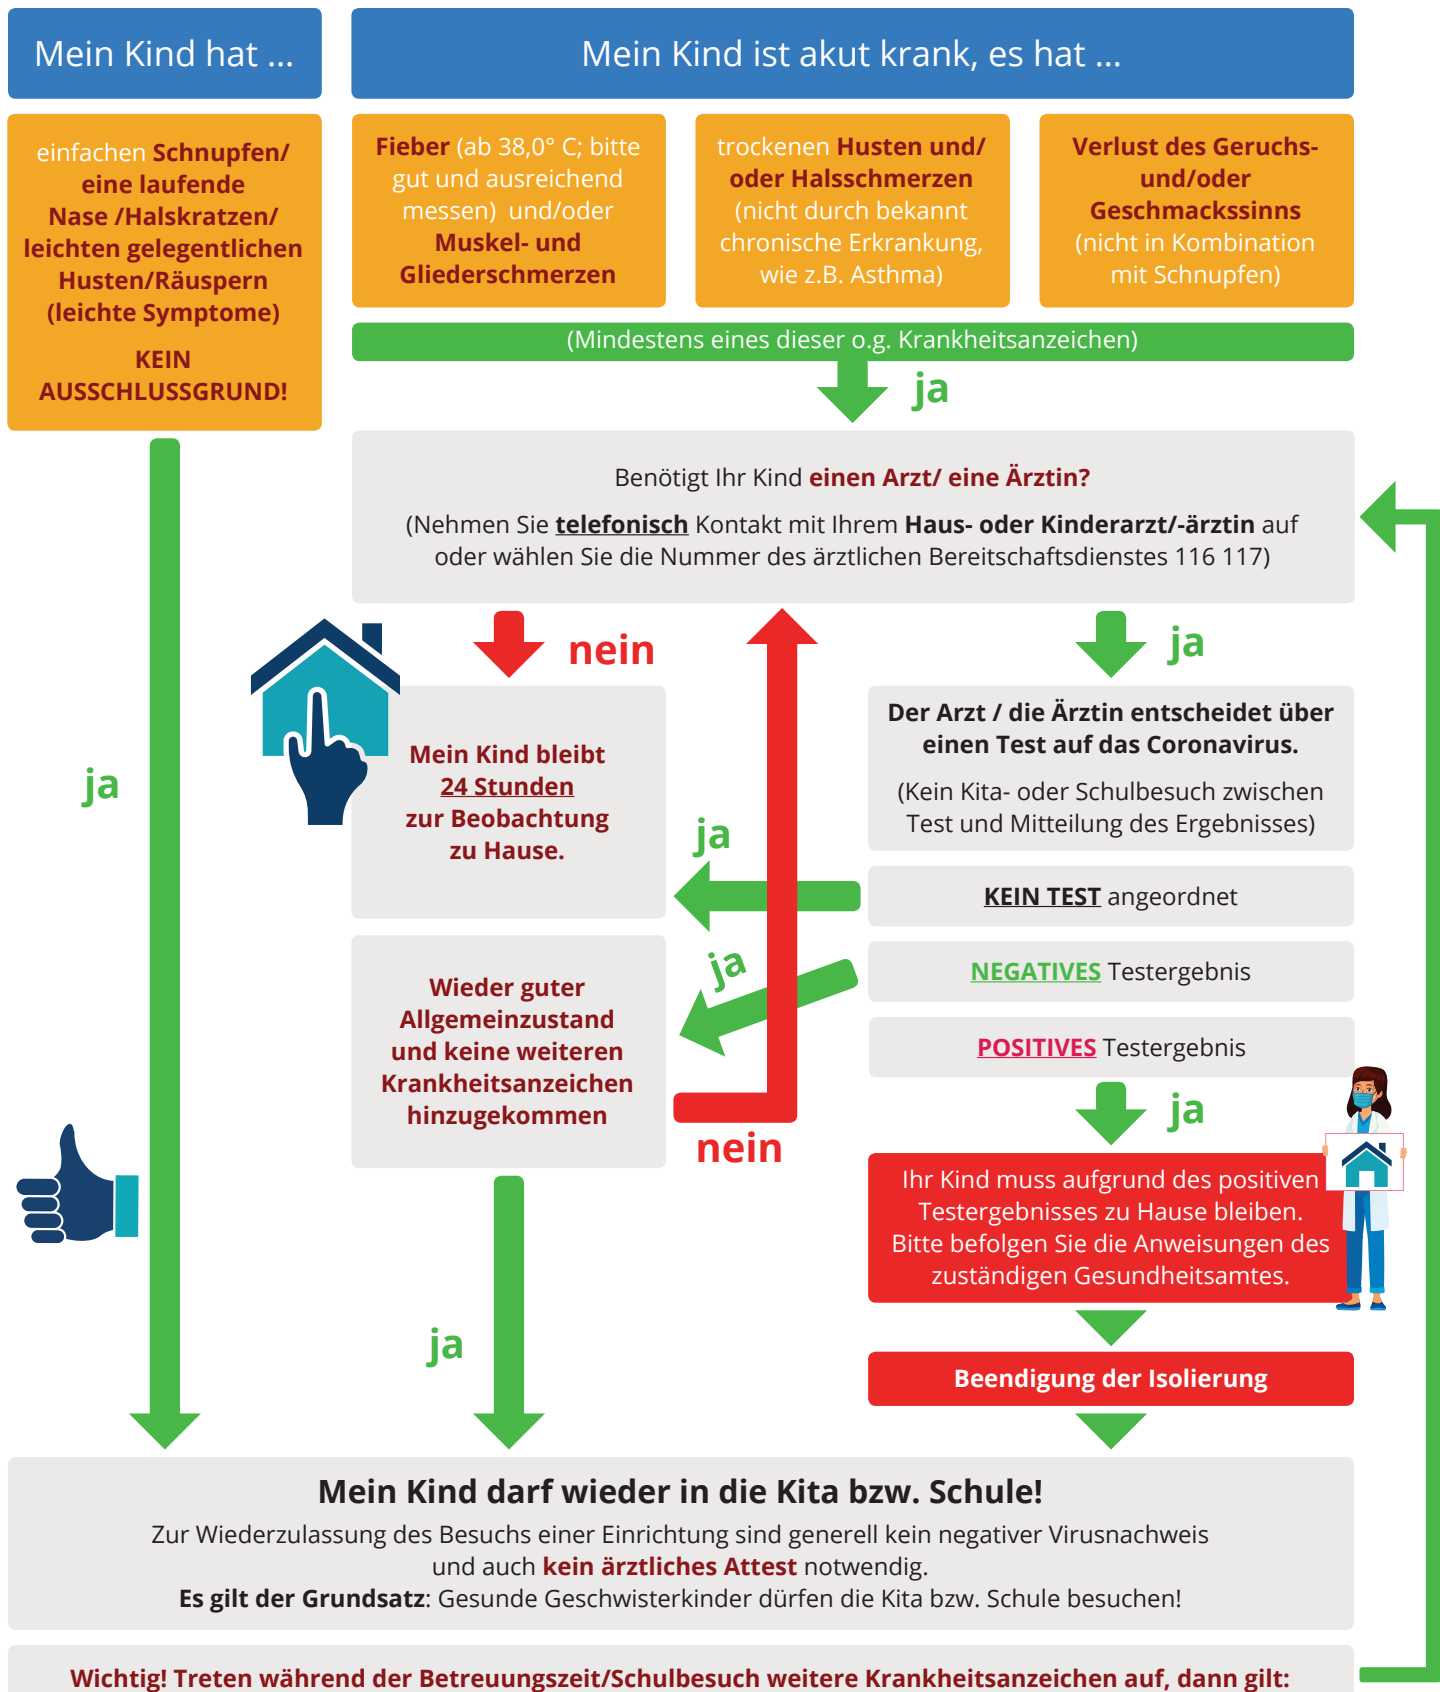 Mein Kind hat ...
Mein Kind ist akut krank, es hat ...
einfachen Schnupfen/
eine laufende
Nase /Halskratzen/
leichten gelegentlichen
Husten/Räuspern
(leichte Symptome)
KEIN
AUSSCHLUSSGRUND!
Fieber (ab 38,0° C; bitte
gut und ausreichend
messen) und/oder
Muskel- und
Gliederschmerzen
trockenen Husten und/
oder Halsschmerzen
(nicht durch bekannt
chronische Erkrankung,
wie z.B. Asthma)
Verlust des Geruchs-
und/oder
Geschmackssinns
(nicht in Kombination
mit Schnupfen)
(Mindestens eines dieser o.g. Krankheitsanzeichen)
ja
Benötigt Ihr Kind einen Arzt/ eine Ärztin?
(Nehmen Sie telefonisch Kontakt mit Ihrem Haus- oder Kinderarzt/-ärztin auf
oder wählen Sie die Nummer des ärztlichen Bereitschaftsdienstes 116 117)
nein
ja
Mein Kind bleibt
24 Stunden
zur Beobachtung
zu Hause.
Der Arzt / die Ärztin entscheidet über
einen Test auf das Coronavirus.
(Kein Kita- oder Schulbesuch zwischen
Test und Mitteilung des Ergebnisses)
ja
ja
KEIN TEST angeordnet
ja
NEGATIVES Testergebnis
Wieder guter
Allgemeinzustand
und keine weiteren
Krankheitsanzeichen
hinzugekommen
nein
POSITIVES Testergebnis
ja
Ihr Kind muss aufgrund des positiven
Testergebnisses zu Hause bleiben.
Bitte befolgen Sie die Anweisungen des
zuständigen Gesundheitsamtes.
ja
Beendigung der Isolierung
Mein Kind darf wieder in die Kita bzw. Schule!
Zur Wiederzulassung des Besuchs einer Einrichtung sind generell kein negativer Virusnachweis
und auch kein ärztliches Attest notwendig.
Es gilt der Grundsatz: Gesunde Geschwisterkinder dürfen die Kita bzw. Schule besuchen!
Wichtig! Treten während der Betreuungszeit/Schulbesuch weitere Krankheitsanzeichen auf, dann gilt: